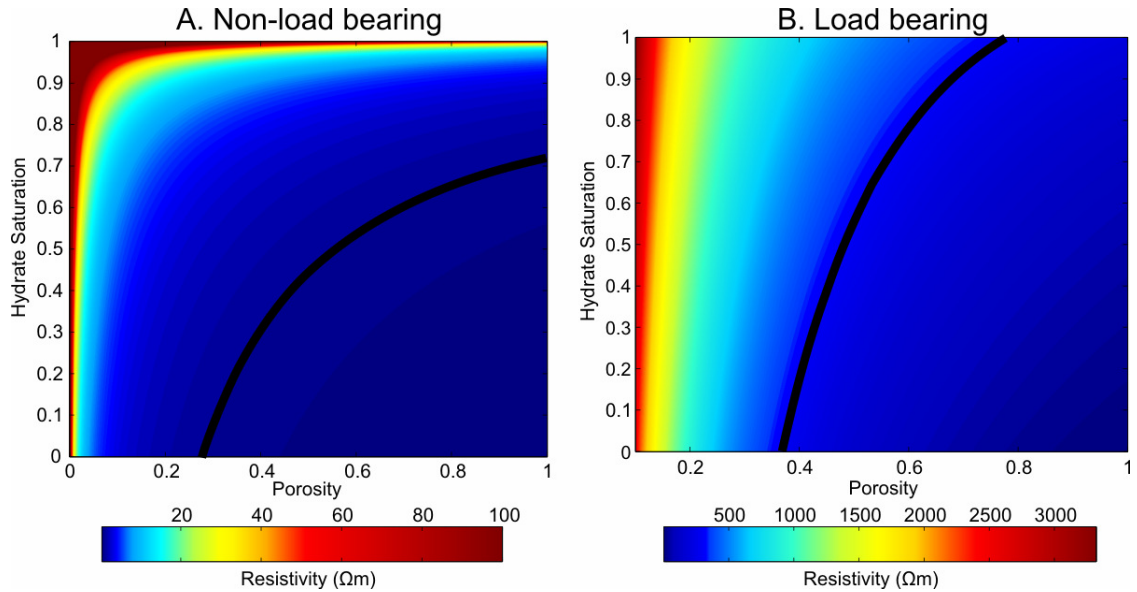 A. Non-load bearing
1
0.9
0.8
0.7
0.6
0.5
0.4
0.3
0.2
0.1
0
Hydrate Saturation
0 0.2 0.4 0.6 0.8 1
Porosity
20 40 60 80 100
Resistivity (Ωm)
B. Load bearing
1
0.9
0.8
0.7
0.6
0.5
0.4
0.3
0.2
0.1
0
Hydrate Saturation
0.2 0.4 0.6 0.8 1
Porosity
500 1000 1500 2000 2500 3000
Resistivity (Ωm)